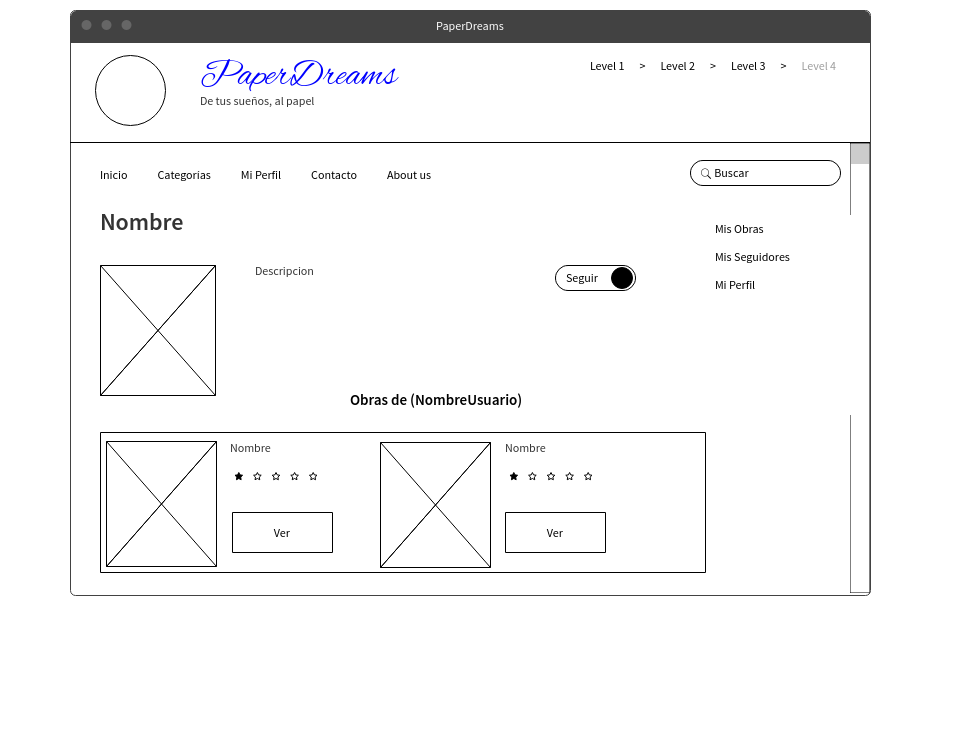 PaperDreams
PaperDreams
De tus sueños, al papel
Level 1 > Level 2 > Level 3 > Level 4
Inicio Categorías Mi Perfil Contacto About us
Buscar
Nombre
Mis Obras
Mis Seguidores
Mi Perfil
Descripcion
Seguir
Obras de (NombreUsuario)
Nombre
Ver
Nombre
Ver